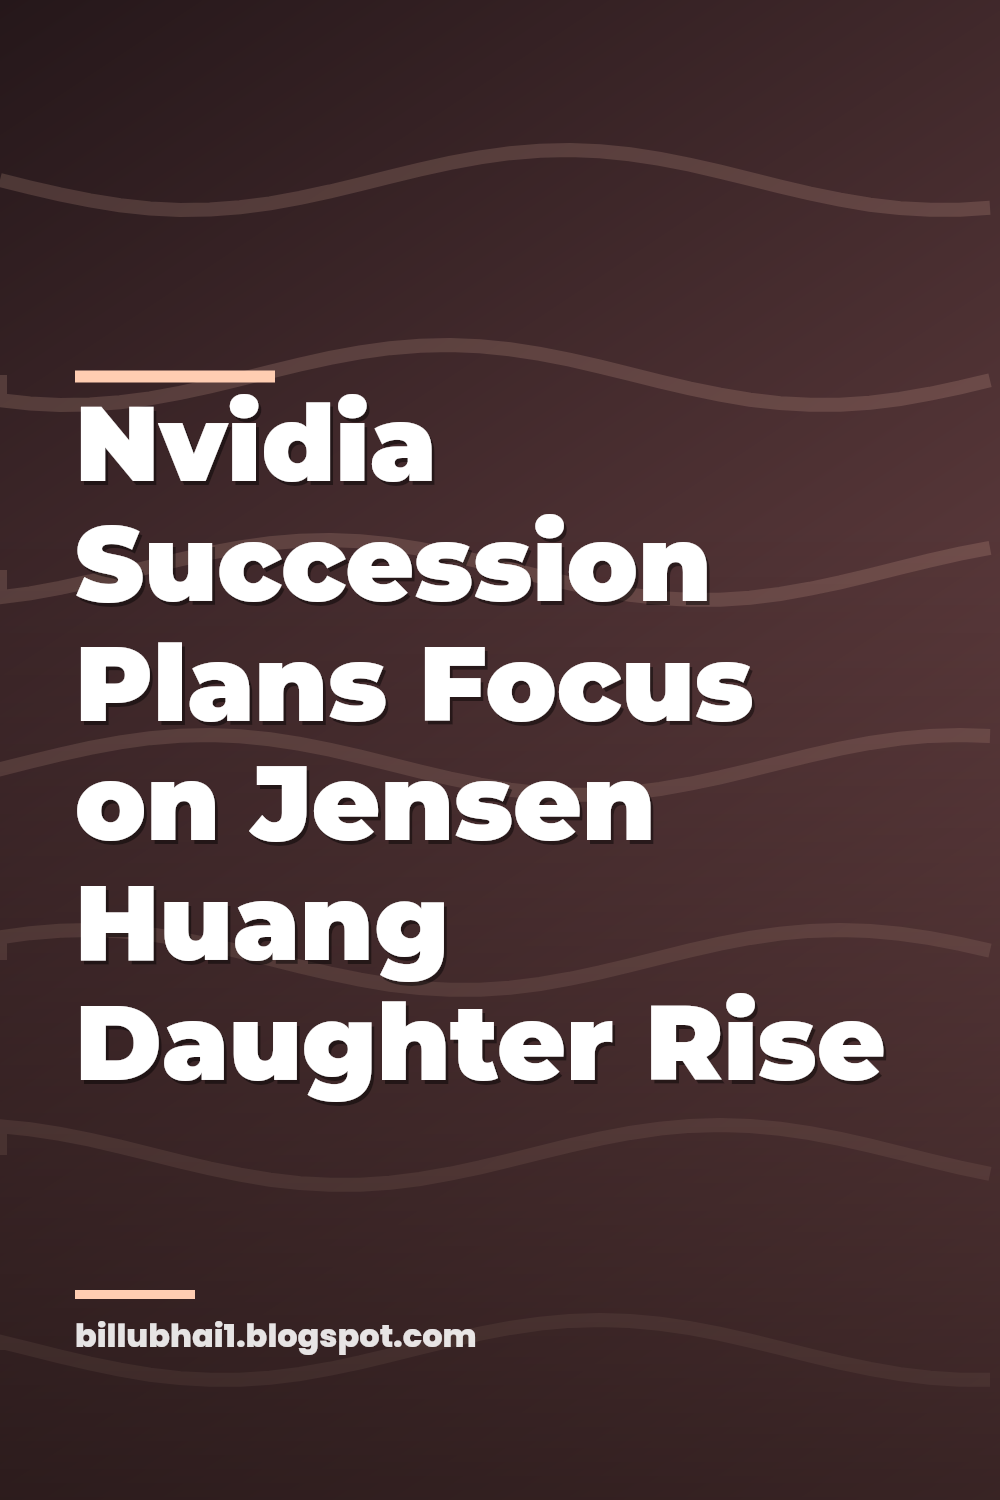 Nvidia
Succession
Plans Focus
on Jensen
Huang
Daughter Rise
billubhai1.blogspot.com